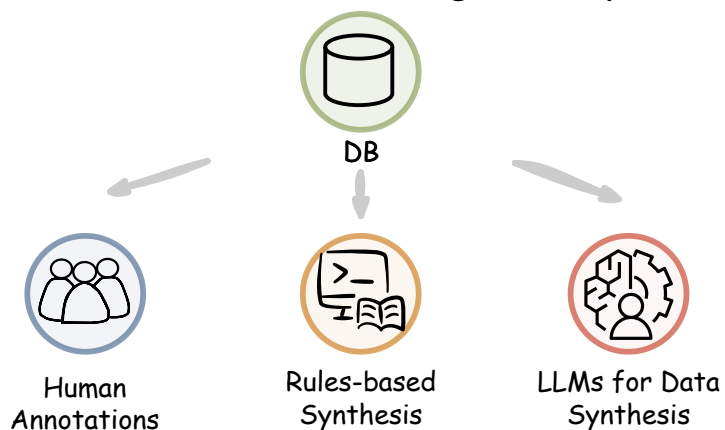 DB
Human
Annotations
Rules-based
Synthesis
LLMs for Data
Synthesis
>_